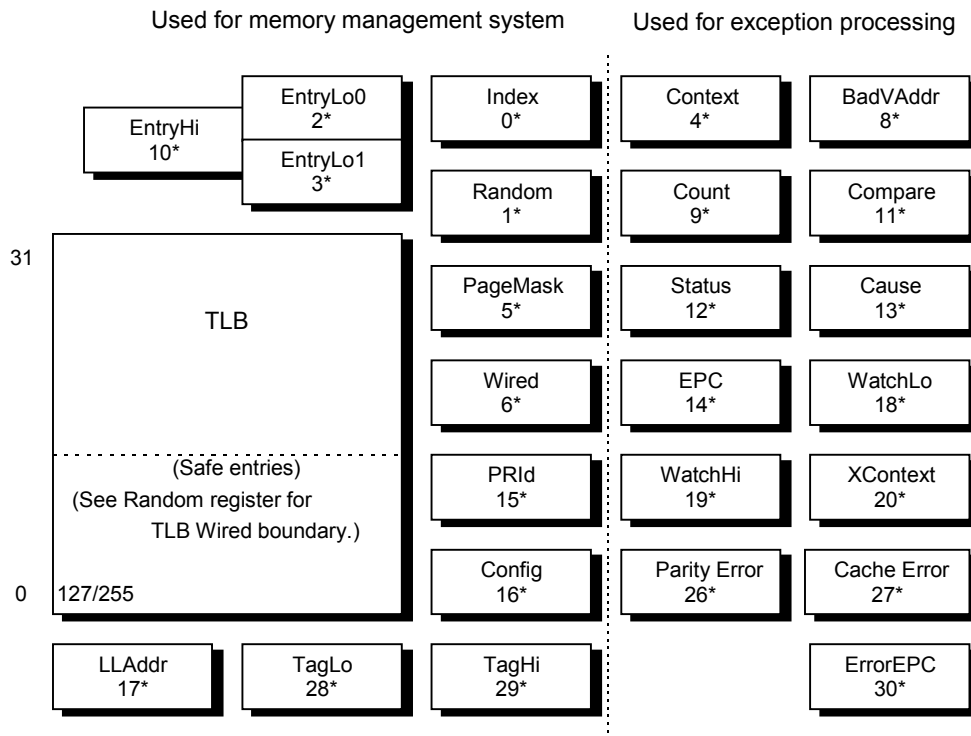 Used for memory management system
Used for exception processing
EntryHi
10*
EntryLo0
2*
EntryLo1
3*
Index
0*
Context
4*
BadVAddr
8*
Random
1*
Count
9*
Compare
11*
31
TLB
PageMask
5*
Status
12*
Cause
13*
Wired
6*
EPC
14*
WatchLo
18*
(Safe entries)
(See Random register for
TLB Wired boundary.)
PRId
15*
WatchHi
19*
XContext
20*
0
127/255
Config
16*
Parity Error
26*
Cache Error
27*
LLAddr
17*
TagLo
28*
TagHi
29*
ErrorEPC
30*